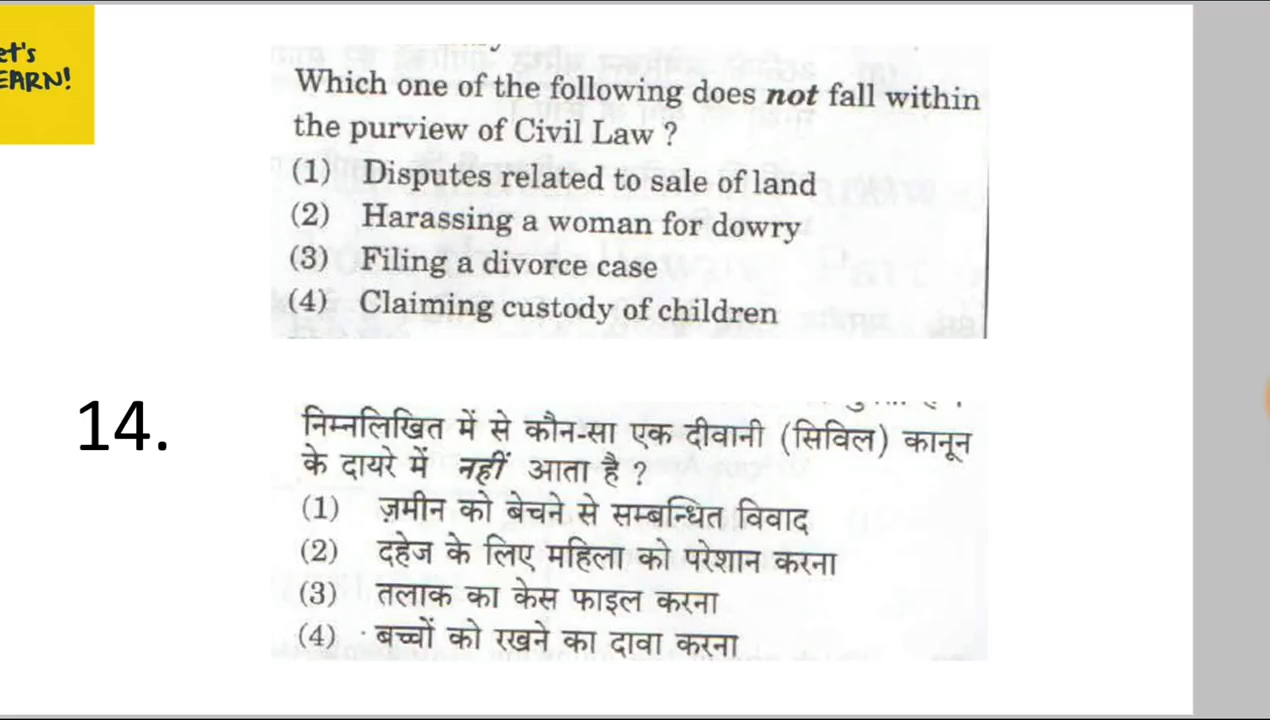 et's
EARN!
Which one of the following does not fall within
the purview of Civil Law ?
(1) Disputes related to sale of land
(2) Harassing a woman for dowry
(3) Filing a divorce case
(4) Claiming custody of children
14.
निम्नलिखित में से कौन-सा एक दीवानी (सिविल) कानून
के दायरे में नहीं आता है ?
(1) ज़मीन को बेचने से सम्बन्धित विवाद
(2) दहेज के लिए महिला को परेशान करना
(3) तलाक का केस फाइल करना
(4) बच्चों को रखने का दावा करना